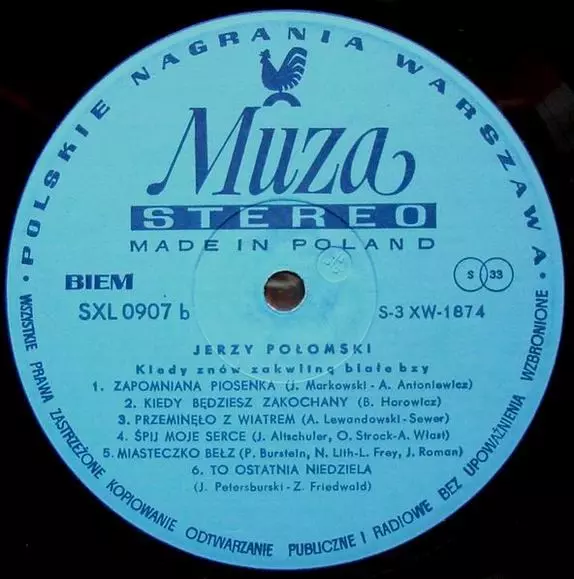 • POLSKIE NAGRANIA WARSZAWA •
Muza
STEREO
MADE IN POLAND
BIEM
S 33
SXL 0907 b
S-3 XW-1874
JERZY POŁOMSKI
Kiedy znów zakwitną białe bzy
1. ZAPOMNIANA PIOSENKA (J. Markowski - A. Antoniewicz)
2. KIEDY BĘDZIESZ ZAKOCHANY (B. Horowicz)
3. PRZEMINĘŁO Z WIATREM (A. Lewandowski-Sewer)
4. ŚPIJ MOJE SERCE (J. Altschuler, O. Strock-A. Włast)
5. MIASTECZKO BEŁZ (P. Burstein, N. Lith-L. Frey, J. Roman)
6. TO OSTATNIA NIEDZIELA
(J. Petersburski-Z. Friedwald)
WSZYSTKIE PRAWA ZASTRZEŻONE KOPIOWANIE ODTWARZANIE PUBLICZNE I RADIOWE BEZ UPOWAŻNIENIA WZBRONIONE